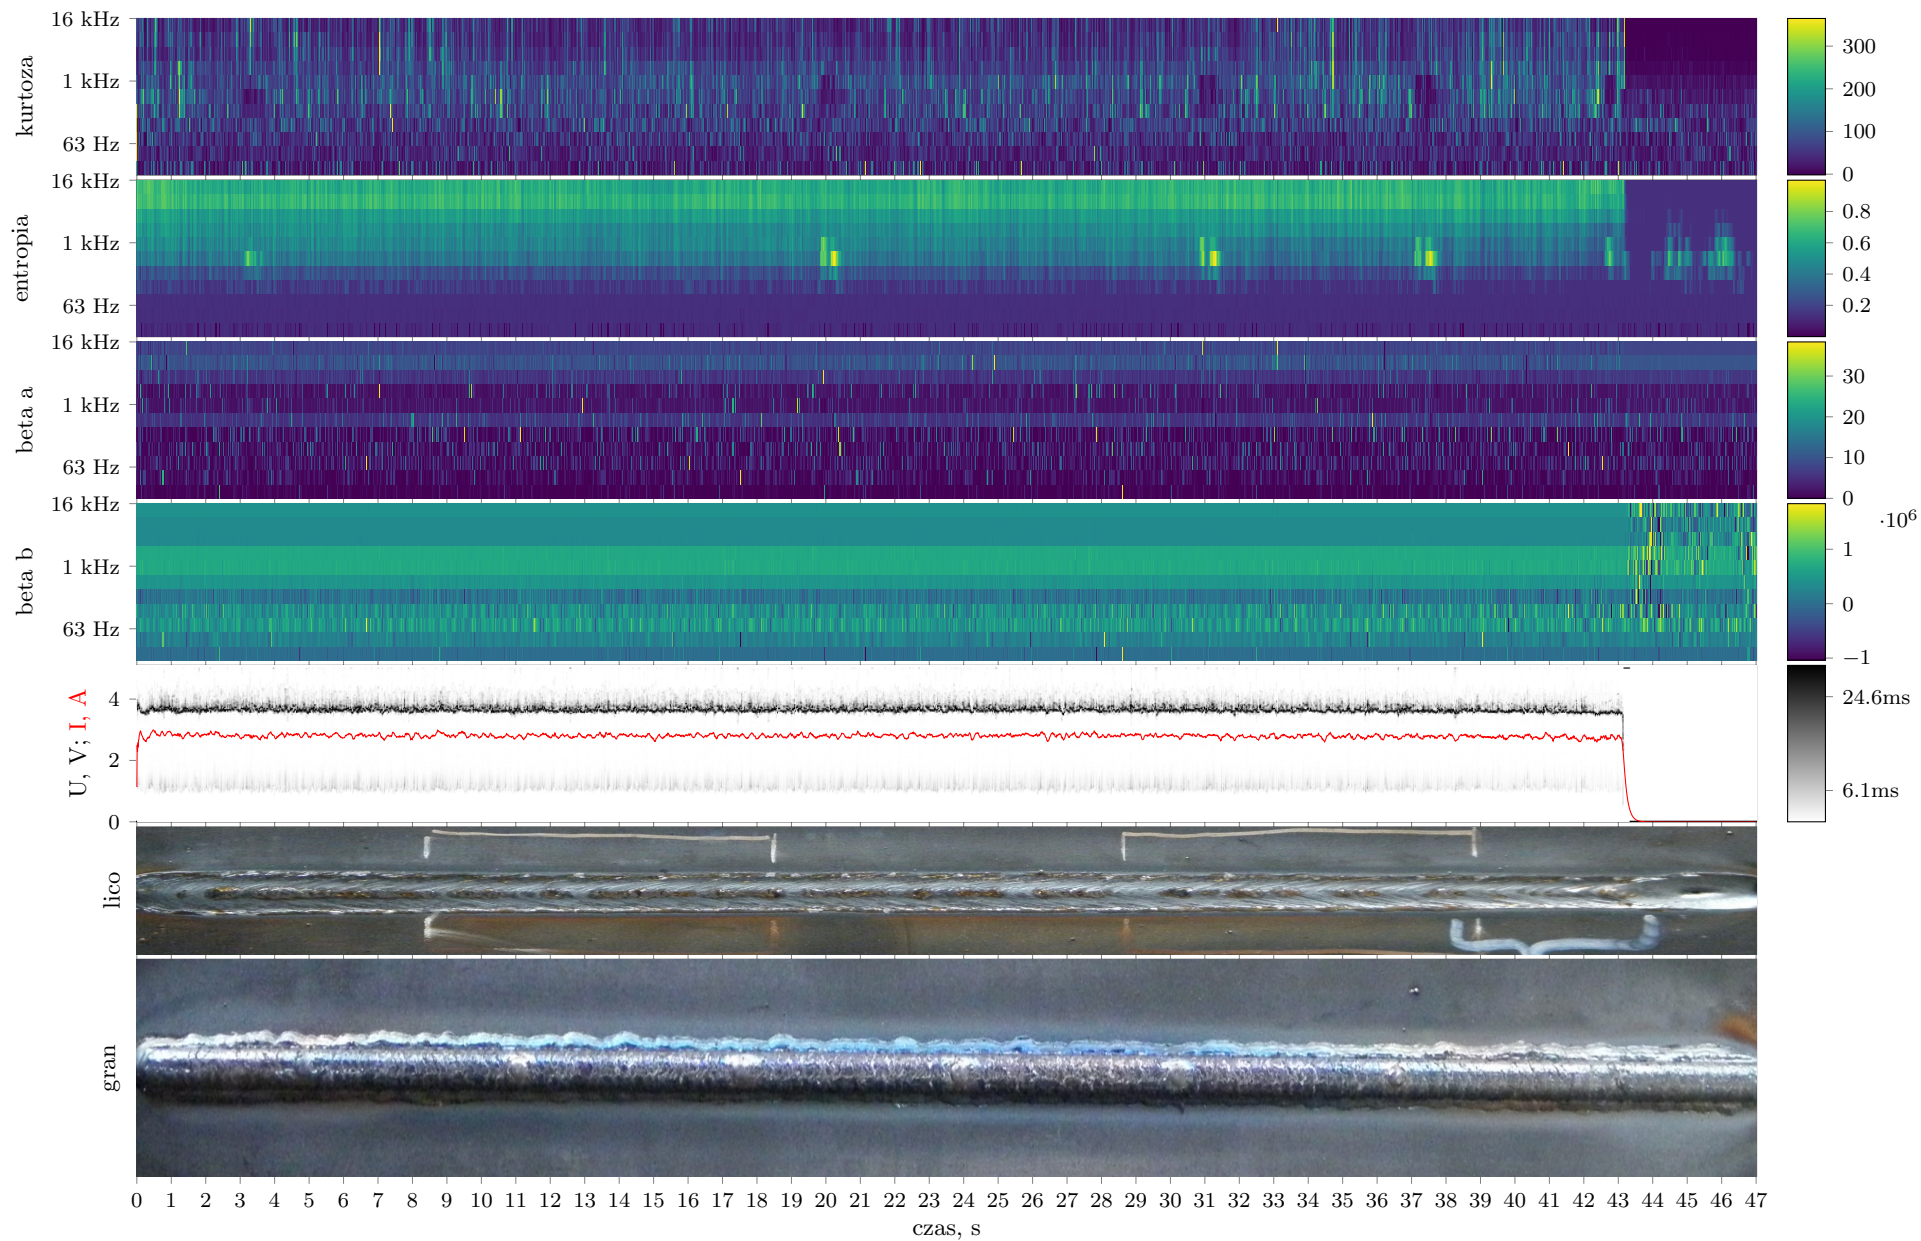 kurtoza
16 kHz
1 kHz
63 Hz
300
200
100
0
entropia
16 kHz
1 kHz
63 Hz
0.8
0.6
0.4
0.2
beta a
16 kHz
1 kHz
63 Hz
30
20
10
0
beta b
16 kHz
1 kHz
63 Hz
·10⁶
1
0
−1
U, V; I, A
4
2
0
24.6ms
6.1ms
lico
gran
0 1 2 3 4 5 6 7 8 9 10 11 12 13 14 15 16 17 18 19 20 21 22 23 24 25 26 27 28 29 30 31 32 33 34 35 36 37 38 39 40 41 42 43 44 45 46 47
czas, s